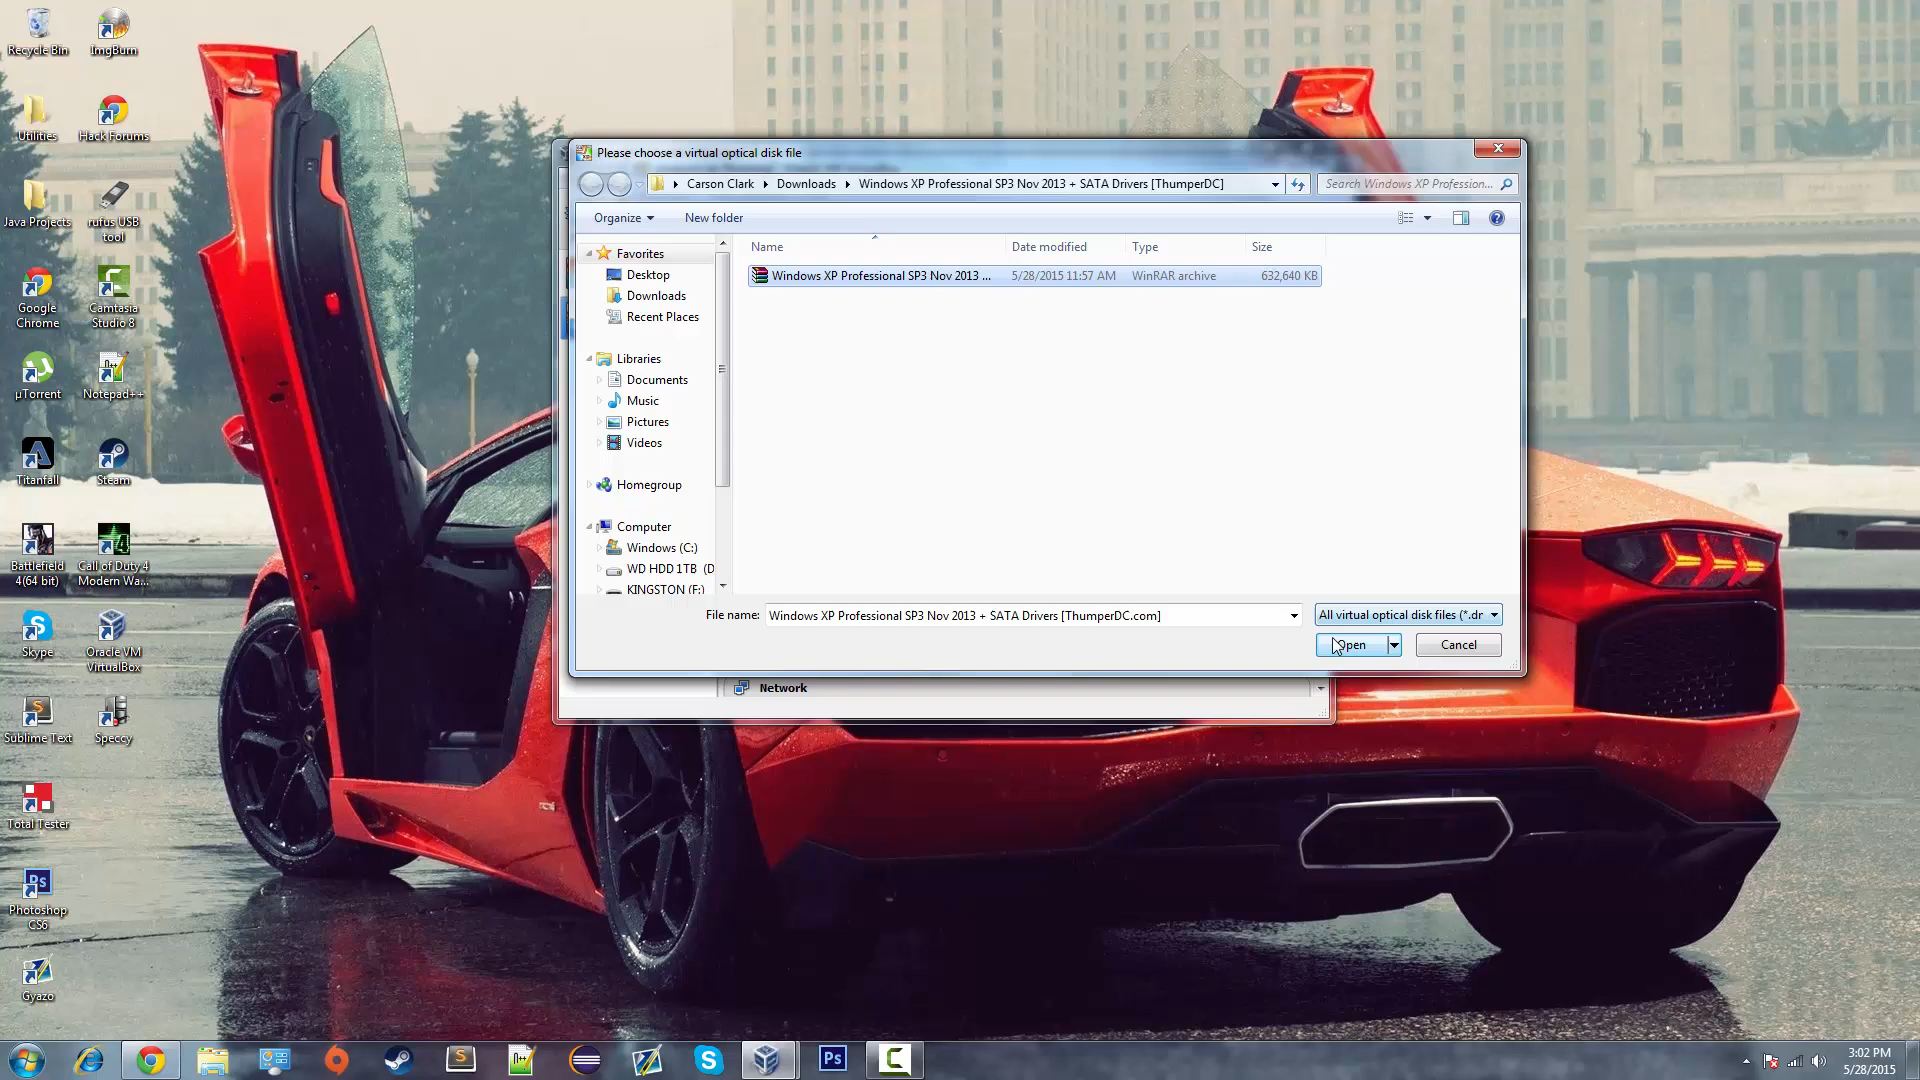 Recycle Bin
ImgBurn
Utilities
Hack Forums
Java Projects
rufus USB
tool
Google
Chrome
Camtasia
Studio 8
µTorrent
Notepad++
Titanfall
Steam
Battlefield
4(64 bit)
Call of Duty 4
Modern Wa...
Skype
Oracle VM
VirtualBox
Sublime Text
Speccy
Total Tester
Photoshop
CS6
Gyazo
Please choose a virtual optical disk file
Carson Clark
Downloads
Windows XP Professional SP3 Nov 2013 + SATA Drivers [ThumperDC]
Search Windows XP Profession...
Organize
New folder
Name
Date modified
Type
Size
Windows XP Professional SP3 Nov 2013 ...
5/28/2015 11:57 AM
WinRAR archive
632,640 KB
Favorites
Desktop
Downloads
Recent Places
Libraries
Documents
Music
Pictures
Videos
Homegroup
Computer
Windows (C:)
WD HDD 1TB (D
KINGSTON (F:)
File name:
Windows XP Professional SP3 Nov 2013 + SATA Drivers [ThumperDC.com]
All virtual optical disk files (*.dr
Open
Cancel
Network
Ps
3:02 PM
5/28/2015